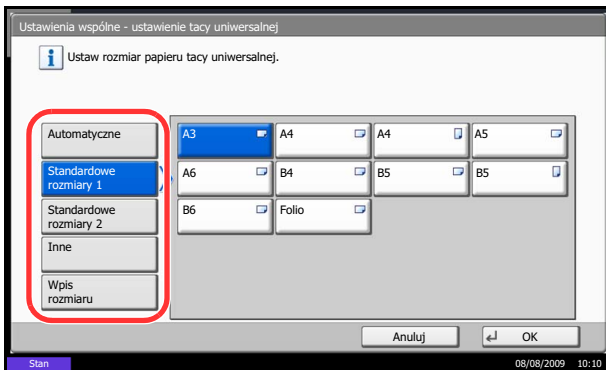 Ustawienia wspólne - ustawienie tacy uniwersalnej
Ustaw rozmiar papieru tacy uniwersalnej.
Automatyczne
A3
A4
A4
A5
Standardowe
rozmiary 1
A6
B4
B5
B5
Standardowe
rozmiary 2
B6
Folio
Inne
Wpis
rozmiaru
Anuluj
OK
Stan
08/08/2009 10:10